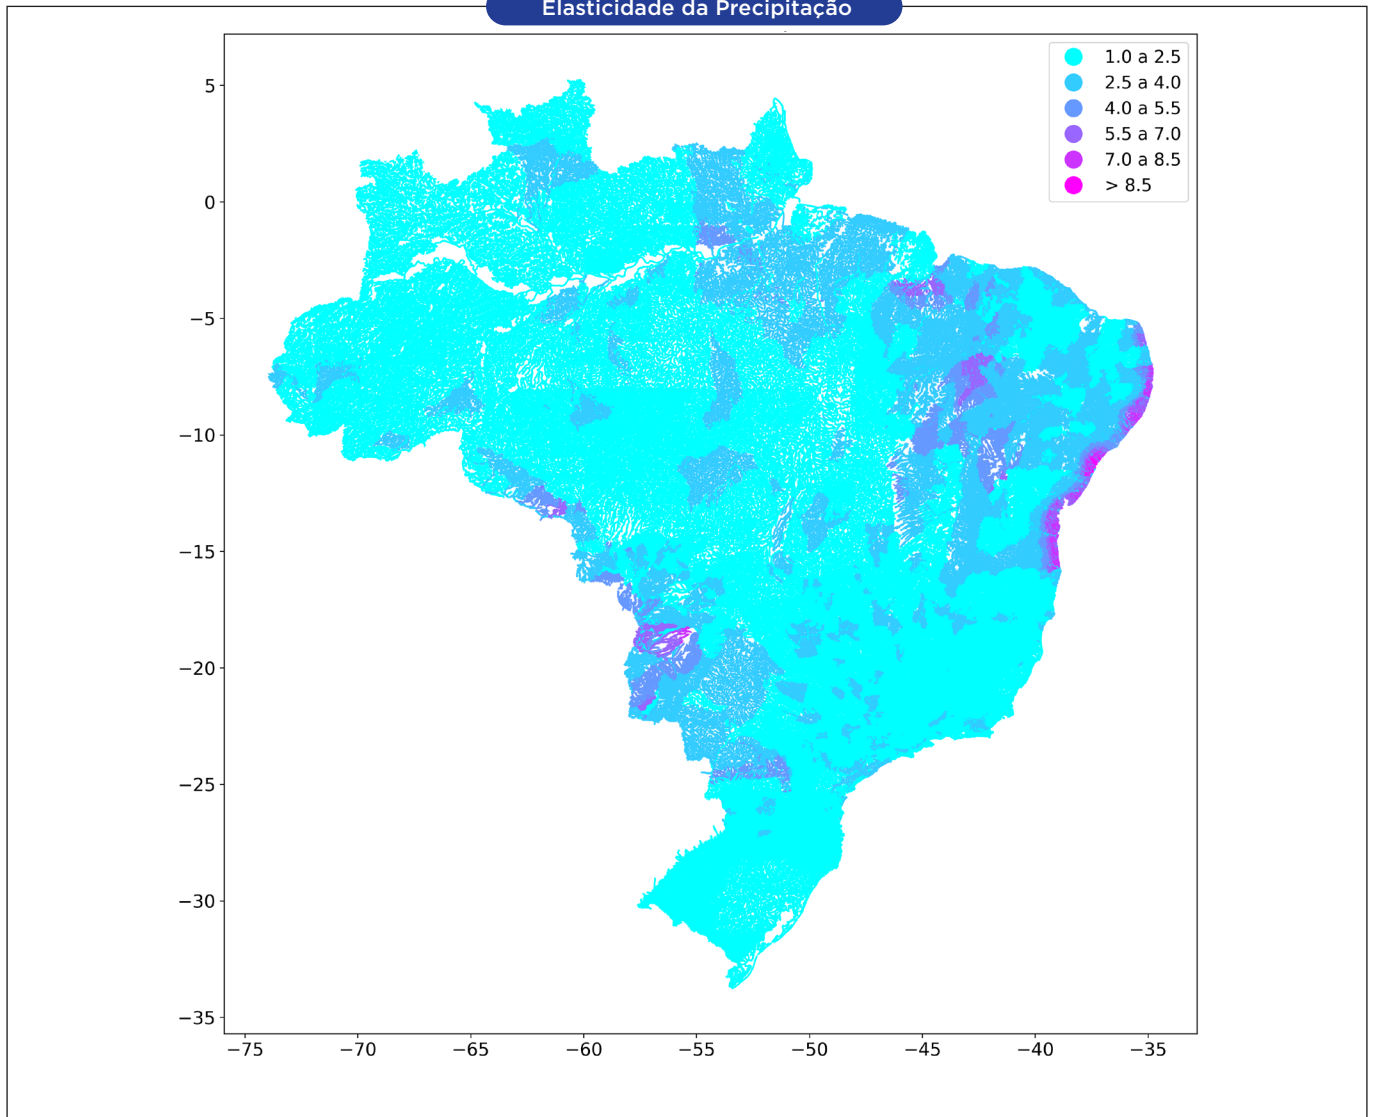 Elasticidade da Precipitação
1.0 a 2.5
2.5 a 4.0
4.0 a 5.5
5.5 a 7.0
7.0 a 8.5
> 8.5
5
0
−5
−10
−15
−20
−25
−30
−35
−75 −70 −65 −60 −55 −50 −45 −40 −35